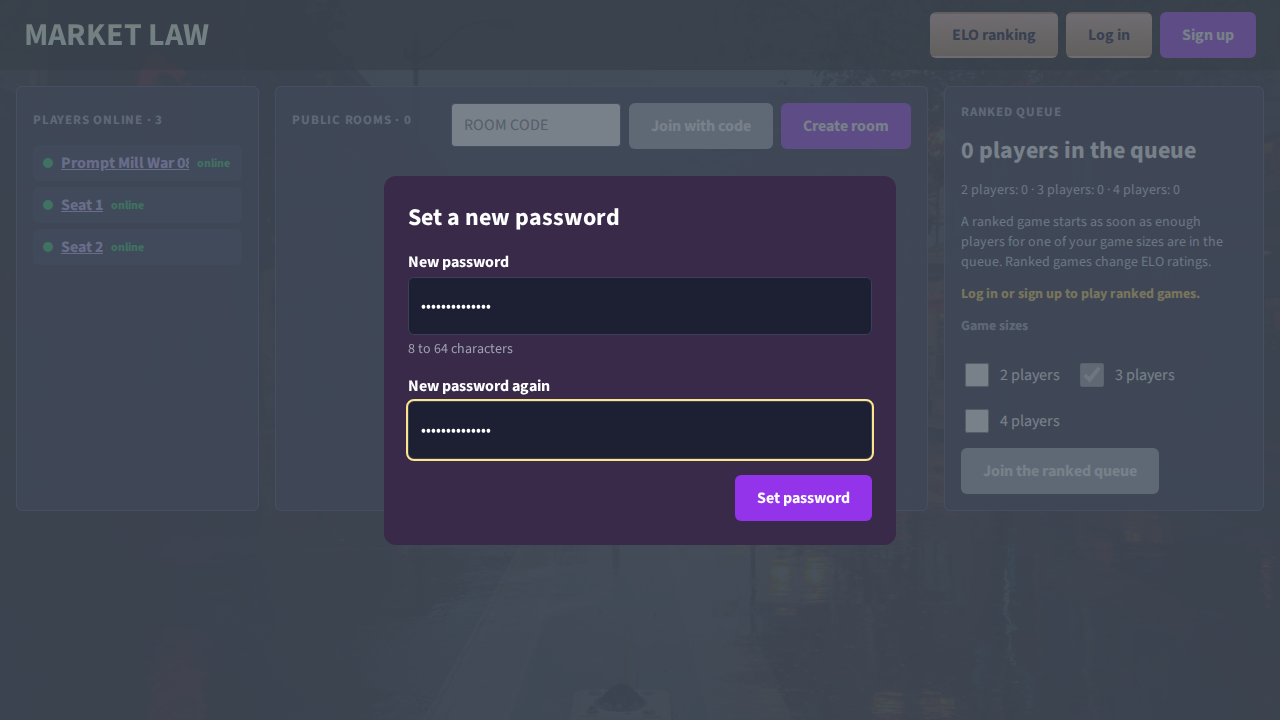 MARKET LAW
ELO ranking
Log in
Sign up
PLAYERS ONLINE · 3
Prompt Mill War 08 online
Seat 1 online
Seat 2 online
PUBLIC ROOMS · 0
ROOM CODE
Join with code
Create room
Set a new password
New password
••••••••••••••
8 to 64 characters
New password again
••••••••••••••
Set password
RANKED QUEUE
0 players in the queue
2 players: 0 · 3 players: 0 · 4 players: 0
A ranked game starts as soon as enough
players for one of your game sizes are in the
queue. Ranked games change ELO ratings.
Log in or sign up to play ranked games.
Game sizes
2 players
3 players
4 players
Join the ranked queue